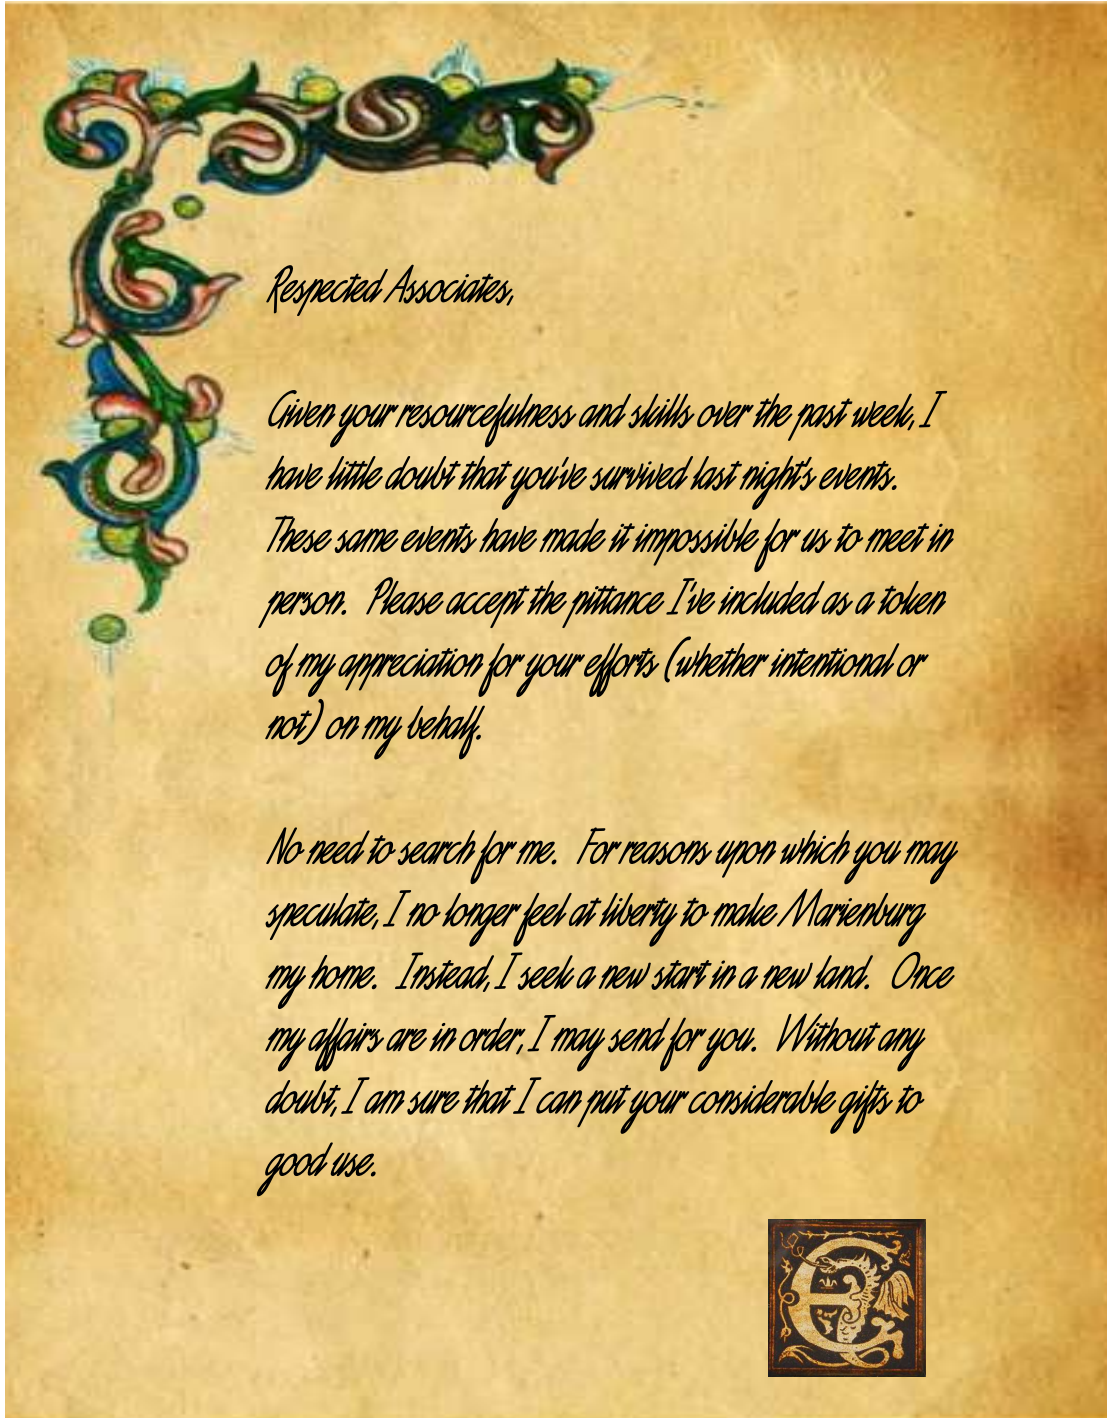 Respected Associates,
Given your resourcefulness and skills over the past week, I
have little doubt that you've survived last night's events.
These same events have made it impossible for us to meet in
person.  Please accept the pittance I've included as a token
of my appreciation for your efforts (whether intentional or
not) on my behalf.
No need to search for me.  For reasons upon which you may
speculate, I no longer feel at liberty to make Marienburg
my home.  Instead, I seek a new start in a new land.  Once
my affairs are in order, I may send for you.  Without any
doubt, I am sure that I can put your considerable gifts to
good use.
E